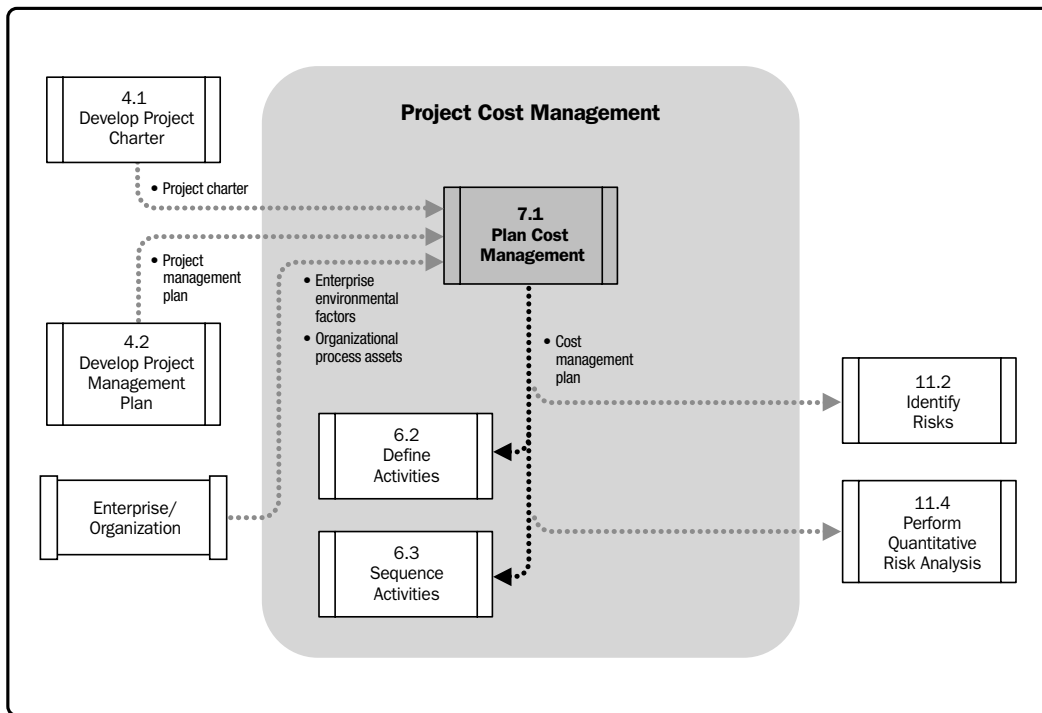 Project Cost Management
4.1
Develop Project
Charter
• Project charter
7.1
Plan Cost
Management
• Project
management
plan
• Enterprise
environmental
factors
• Organizational
process assets
4.2
Develop Project
Management
Plan
• Cost
management
plan
11.2
Identify
Risks
6.2
Define
Activities
Enterprise/
Organization
11.4
Perform
Quantitative
Risk Analysis
6.3
Sequence
Activities